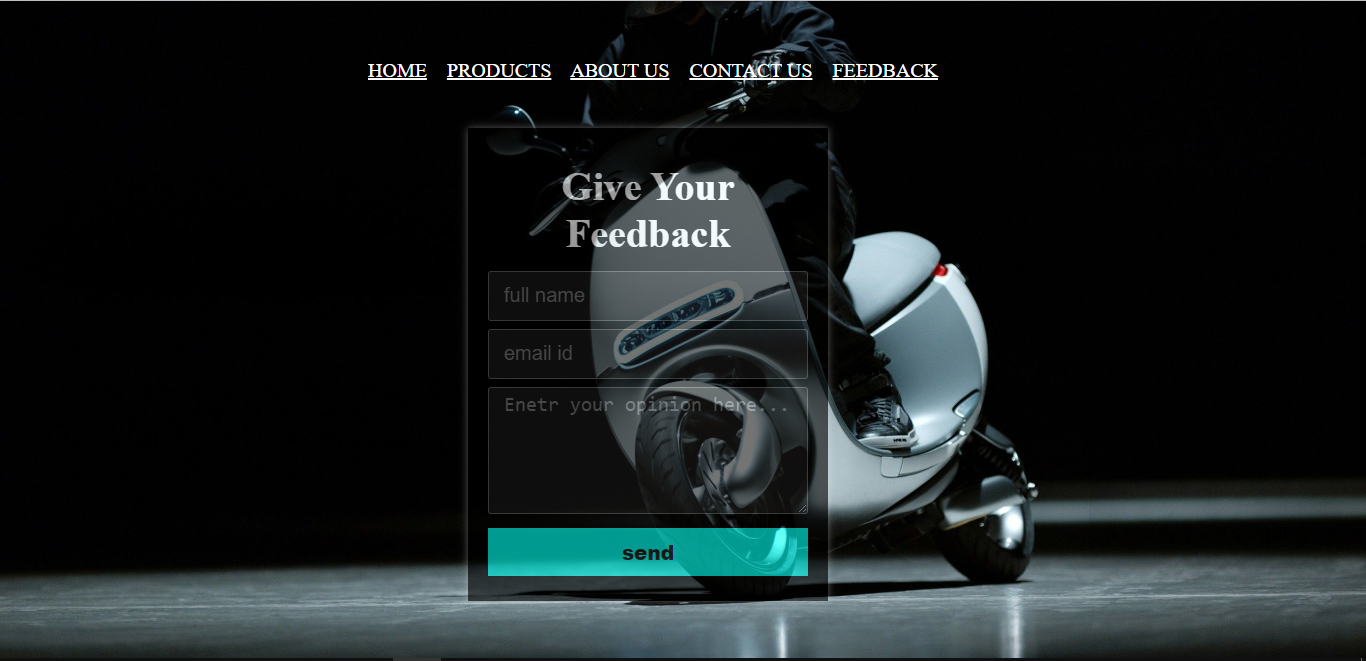 HOME PRODUCTS ABOUT US CONTACT US FEEDBACK
Give Your
Feedback
full name
email id
Enetr your opinion here...
send